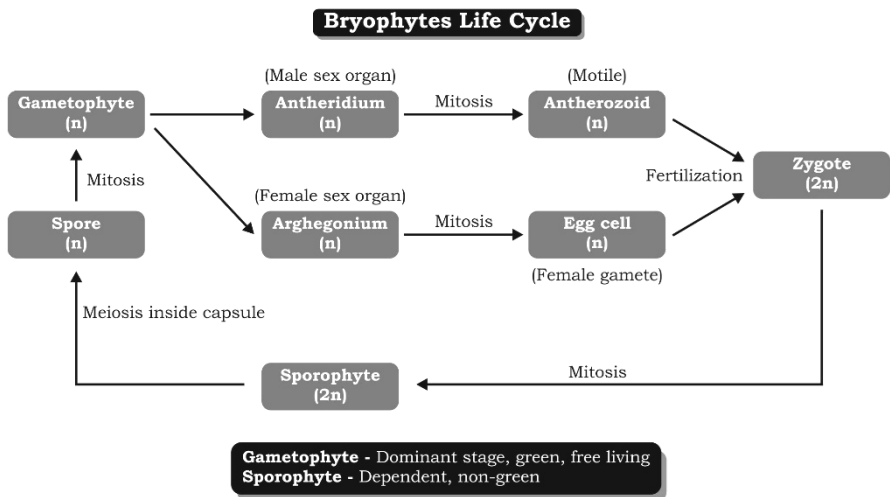 Bryophytes Life Cycle
(Male sex organ)
(Motile)
Gametophyte
(n)
Antheridium
(n)
Mitosis
Antherozoid
(n)
Mitosis
Fertilization
Zygote
(2n)
(Female sex organ)
Spore
(n)
Arghegonium
(n)
Mitosis
Egg cell
(n)
(Female gamete)
Meiosis inside capsule
Sporophyte
(2n)
Mitosis
Gametophyte - Dominant stage, green, free living
Sporophyte - Dependent, non-green